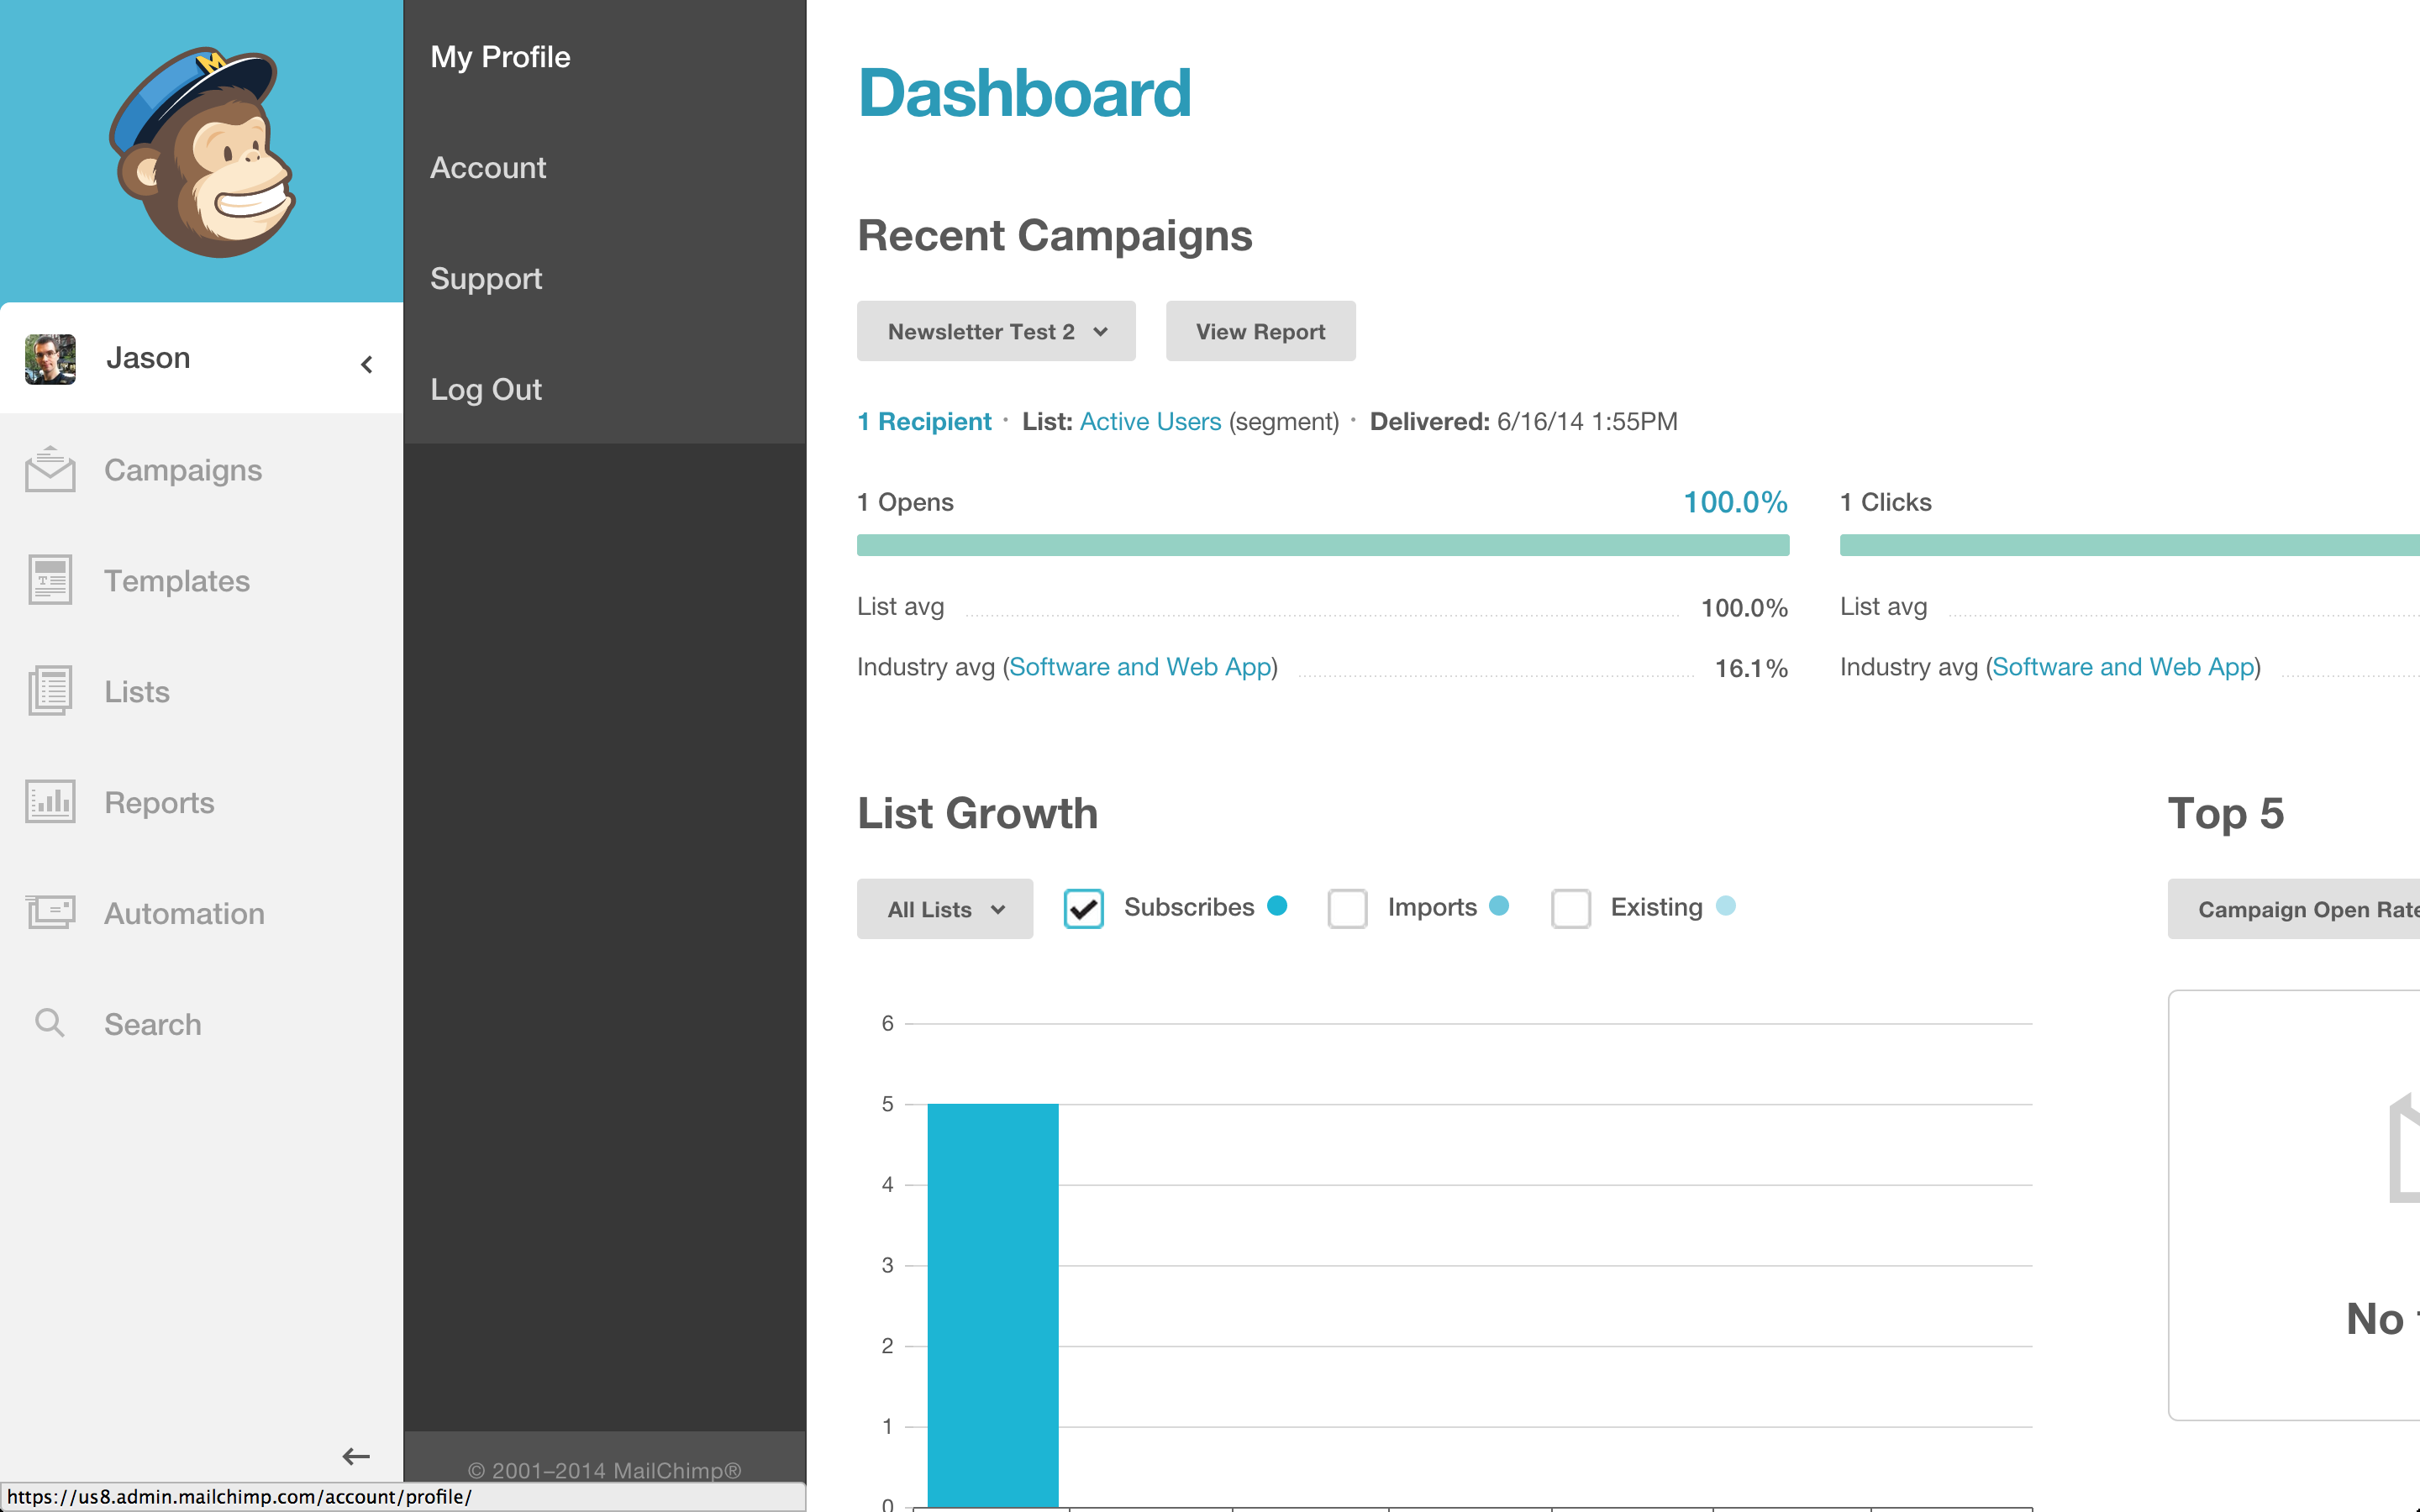 M
Jason
Campaigns
Templates
Lists
Reports
Automation
Search
My Profile
Account
Support
Log Out
© 2001–2014 MailChimp®
https://us8.admin.mailchimp.com/account/profile/
Dashboard
Recent Campaigns
Newsletter Test 2
View Report
1 Recipient · List: Active Users (segment) · Delivered: 6/16/14 1:55PM
1 Opens 100.0%
List avg 100.0%
Industry avg (Software and Web App) 16.1%
1 Clicks
List avg
Industry avg (Software and Web App)
List Growth
All Lists
Subscribes
Imports
Existing
6
5
4
3
2
1
0
Top 5
Campaign Open Rate
No